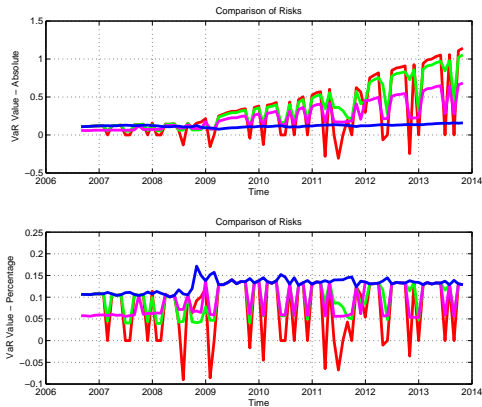 Comparison of Risks
1.5
1
0.5
0
−0.5
VaR Value − Absolute
2006 2007 2008 2009 2010 2011 2012 2013 2014
Time
Comparison of Risks
0.25
0.2
0.15
0.1
0.05
0
−0.05
−0.1
VaR Value − Percentage
2006 2007 2008 2009 2010 2011 2012 2013 2014
Time